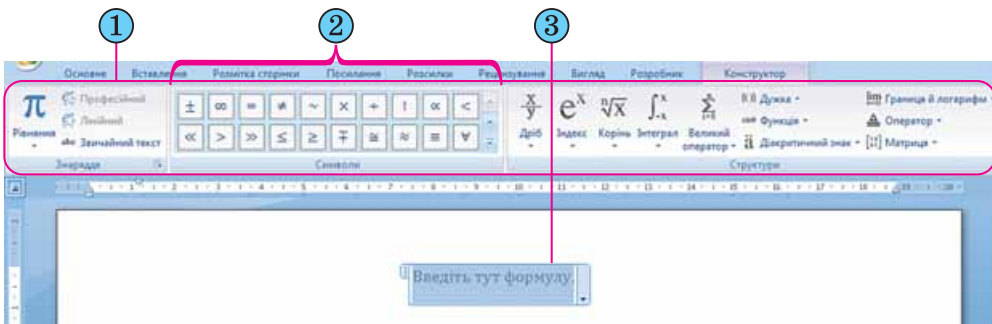 1 2 3
Основне Вставлення Розмітка сторінки Посилання Розсилки Рецензування Вигляд Розробник Конструктор
π Рівняння
Професійний
Лінійний
abc Звичайний текст
Знаряддя
± ∞ = ≠ ~ × ÷ ! ∝ <
≪ > ≫ ≤ ≥ ∓ ≅ ≈ ≡ ∀
Символи
Дріб
Індекс
Корінь
Інтеграл
Великий оператор
Дужка
Функція
Діакритичний знак
lim Границя й логарифм
Оператор
Матриця
Структури
Введіть тут формулу.